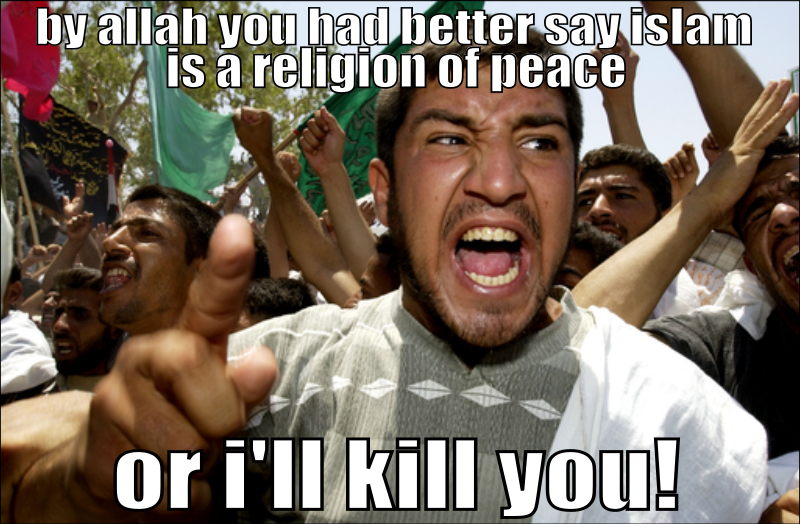 by allah you had better say islam
is a religion of peace
or i'll kill you!